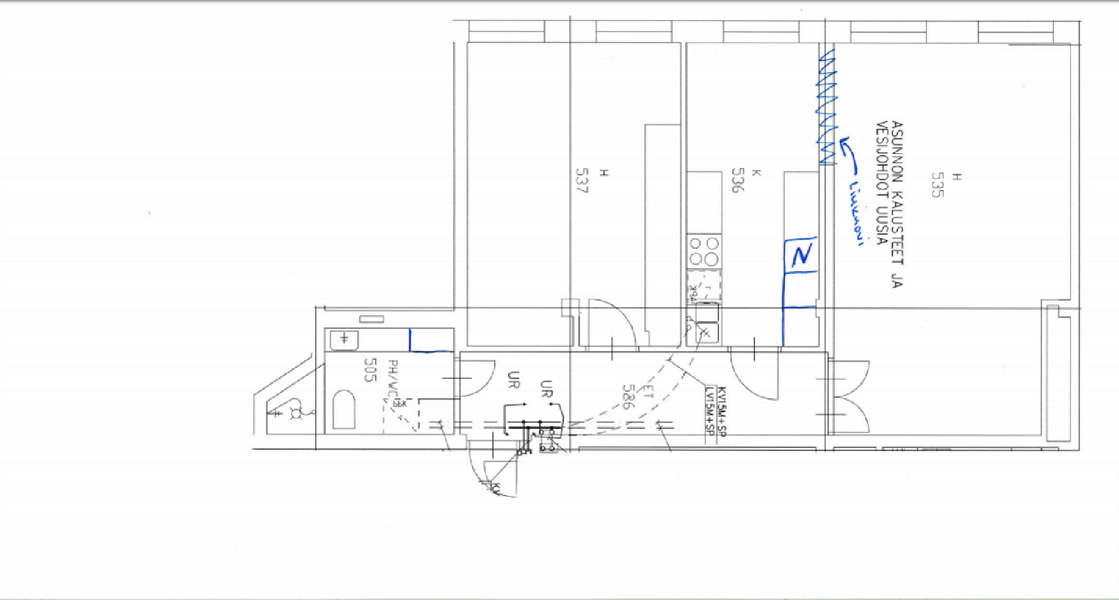 H
537
K
536
H
535
ASUNNON KALUSTEET JA
VESIJOHDOT UUSIA
Liukuovi
APK
PH/WC
505
UR
UR
ET
586
KV15M+SP
LV15M+SP